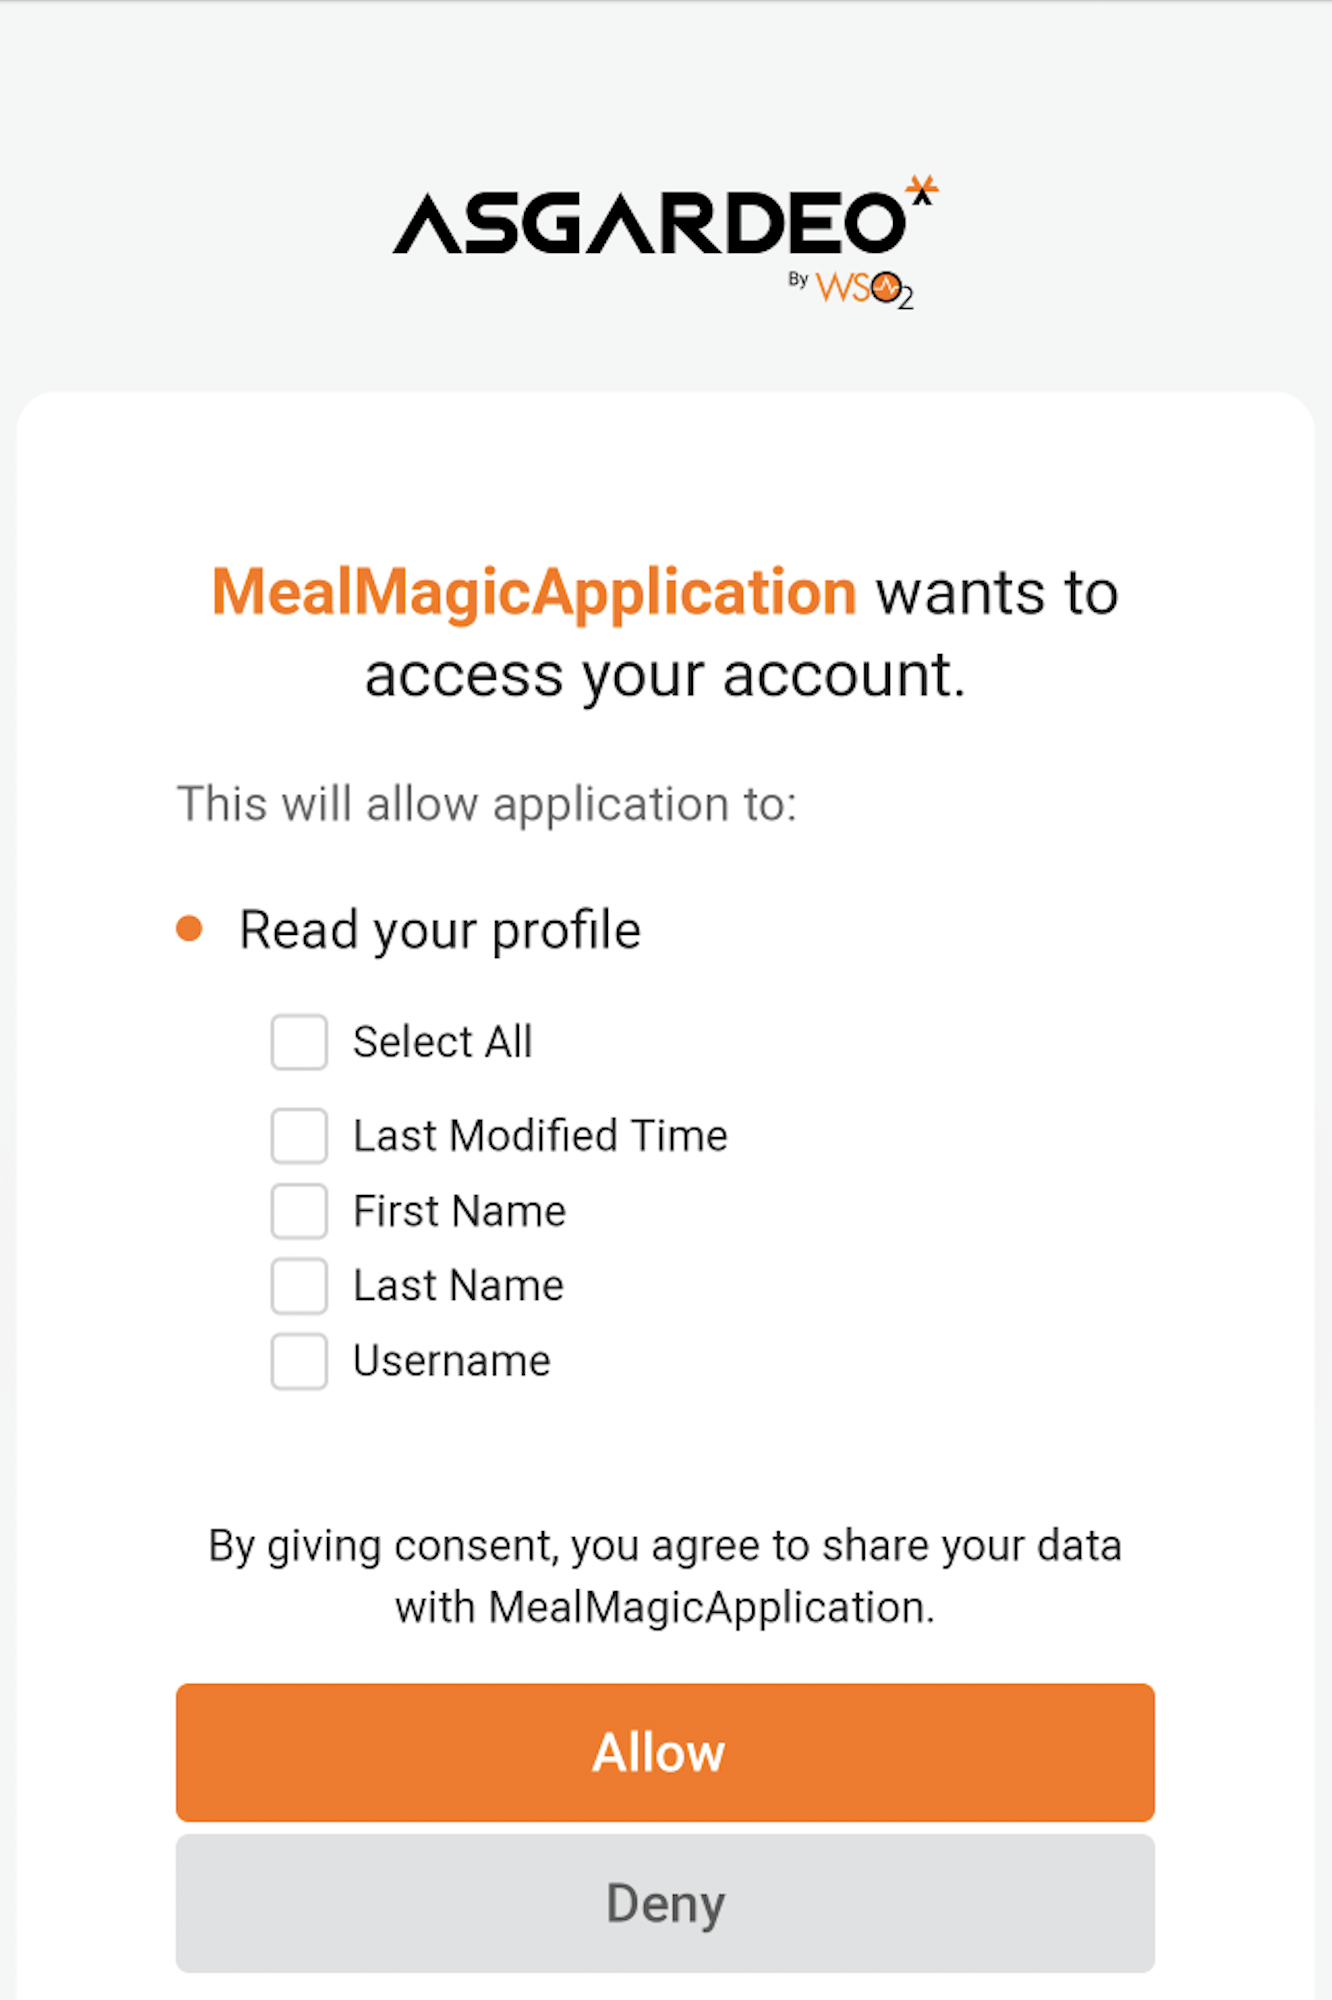 ASGARDEO
By WSO2
MealMagicApplication wants to
access your account.
This will allow application to:
Read your profile
Select All
Last Modified Time
First Name
Last Name
Username
By giving consent, you agree to share your data
with MealMagicApplication.
Allow
Deny